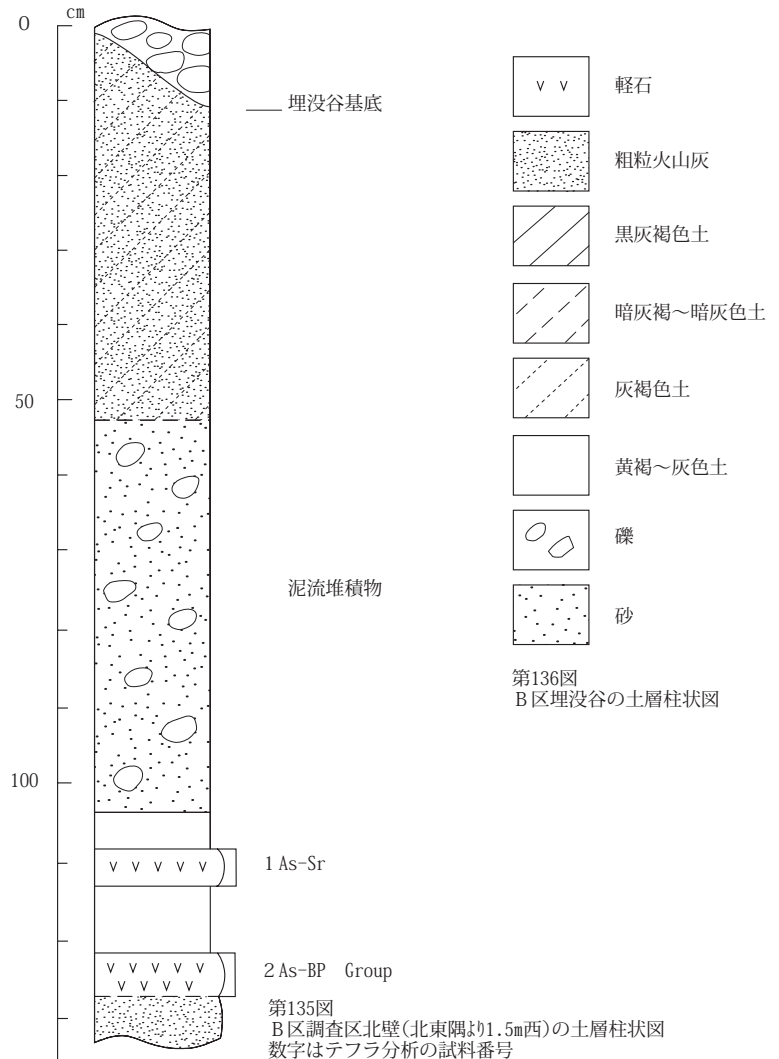 cm
0
50
100
埋没谷基底
泥流堆積物
1 As-Sr
2 As-BP Group
軽石
粗粒火山灰
黒灰褐色土
暗灰褐～暗灰色土
灰褐色土
黄褐～灰色土
礫
砂
第136図
B区埋没谷の土層柱状図
第135図
B区調査区北壁(北東隅より1.5m西)の土層柱状図
数字はテフラ分析の試料番号